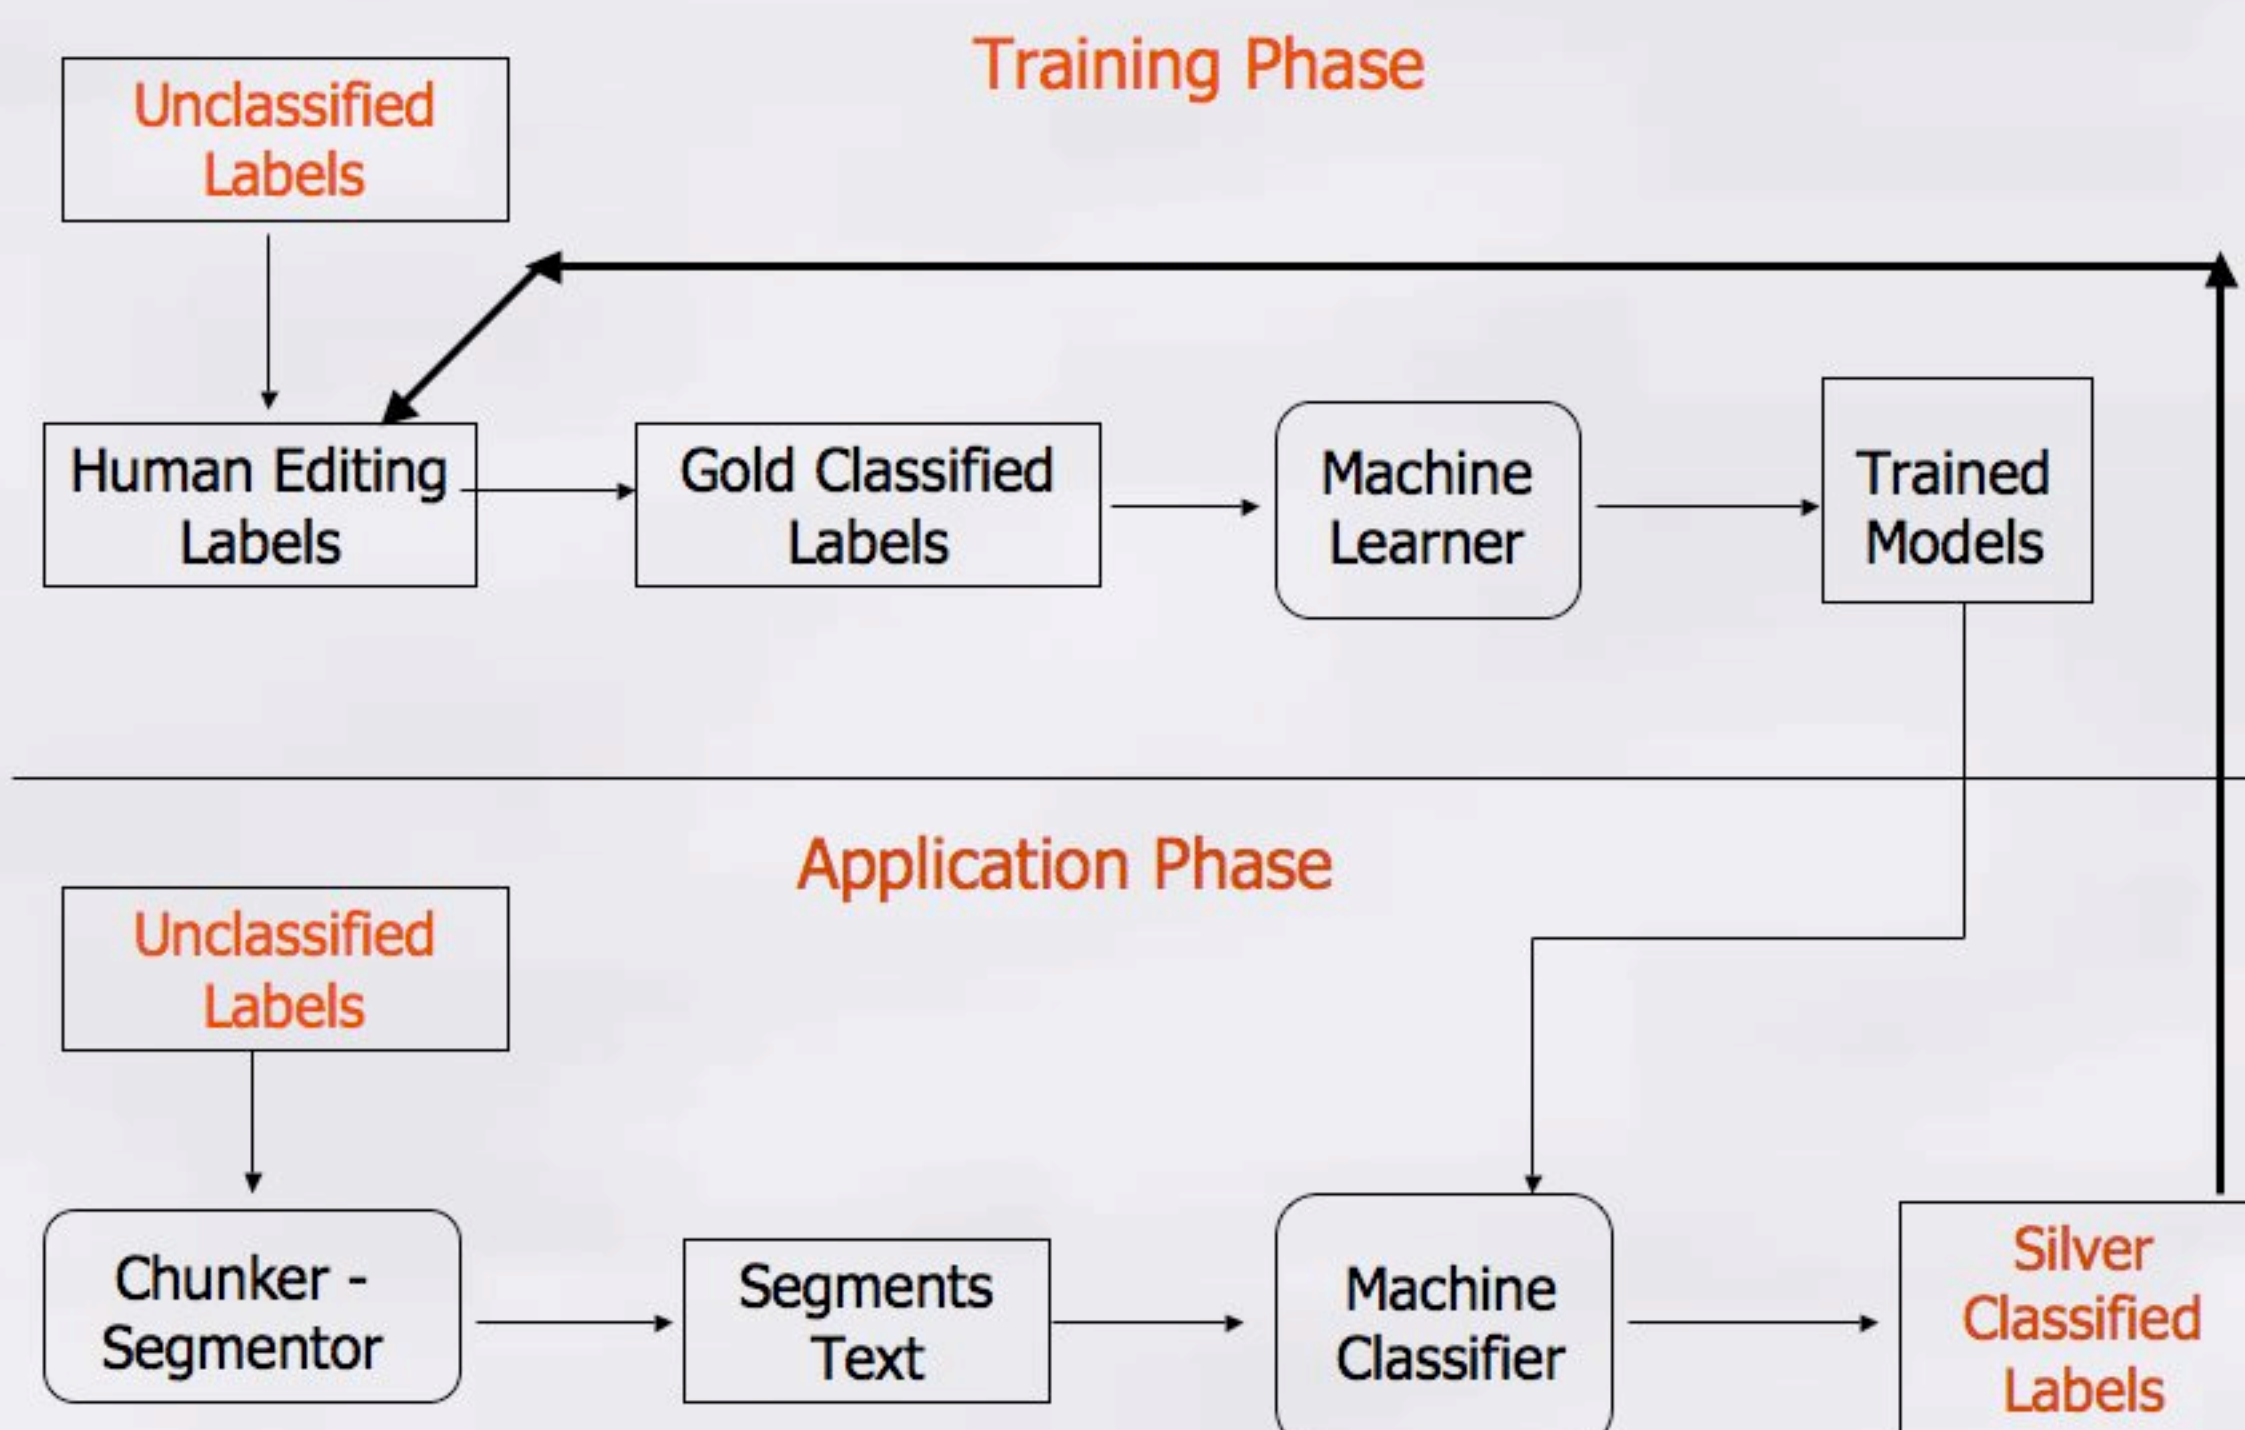 Training Phase
Unclassified
Labels
Human Editing
Labels
Gold Classified
Labels
Machine
Learner
Trained
Models
Application Phase
Unclassified
Labels
Chunker -
Segmentor
Segments
Text
Machine
Classifier
Silver
Classified
Labels